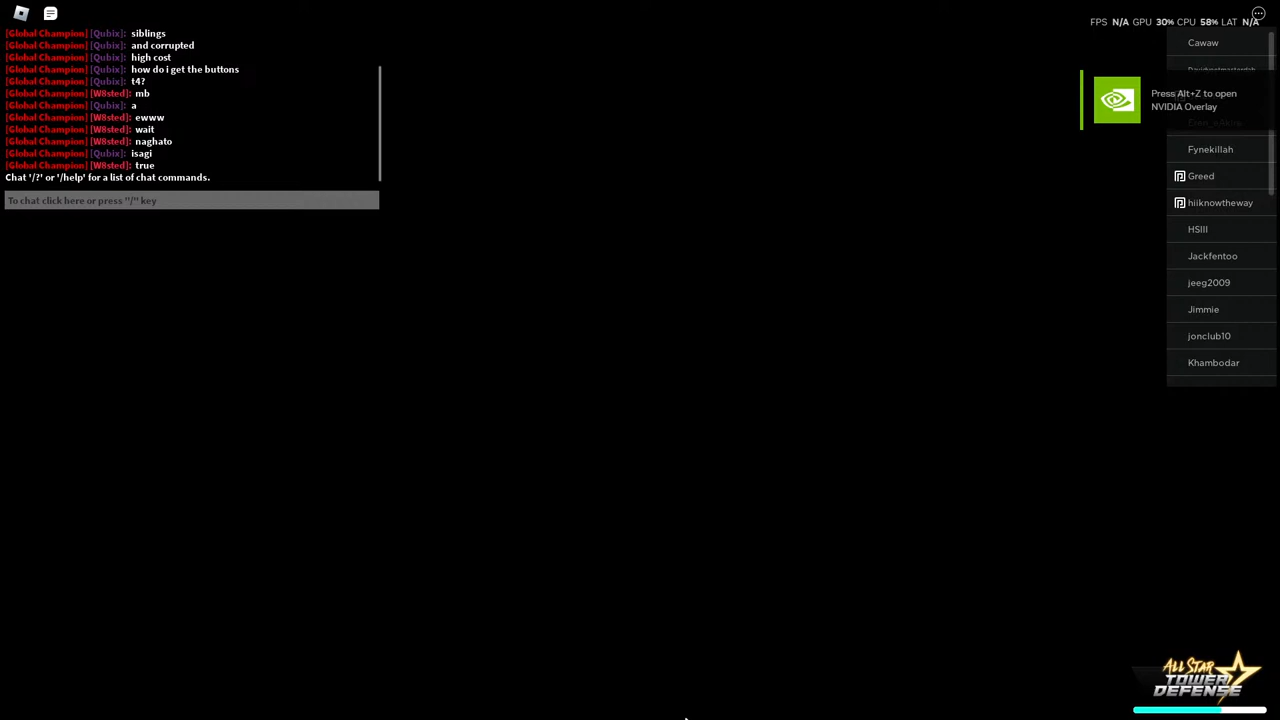 FPS N/A GPU 30% CPU 58% LAT N/A
[Global Champion] [Qubix]: siblings
[Global Champion] [Qubix]: and corrupted
[Global Champion] [Qubix]: high cost
[Global Champion] [Qubix]: how do i get the buttons
[Global Champion] [Qubix]: t4?
[Global Champion] [W8sted]: mb
[Global Champion] [Qubix]: a
[Global Champion] [W8sted]: ewww
[Global Champion] [W8sted]: wait
[Global Champion] [W8sted]: naghato
[Global Champion] [Qubix]: isagi
[Global Champion] [W8sted]: true
Chat '/?' or '/help' for a list of chat commands.
To chat click here or press "/" key
Cawaw
Press Alt+Z to open
NVIDIA Overlay
Fynekillah
Greed
hiiknowtheway
HSIII
Jackfentoo
jeeg2009
Jimmie
jonclub10
Khambodar
ALL STAR
TOWER
DEFENSE